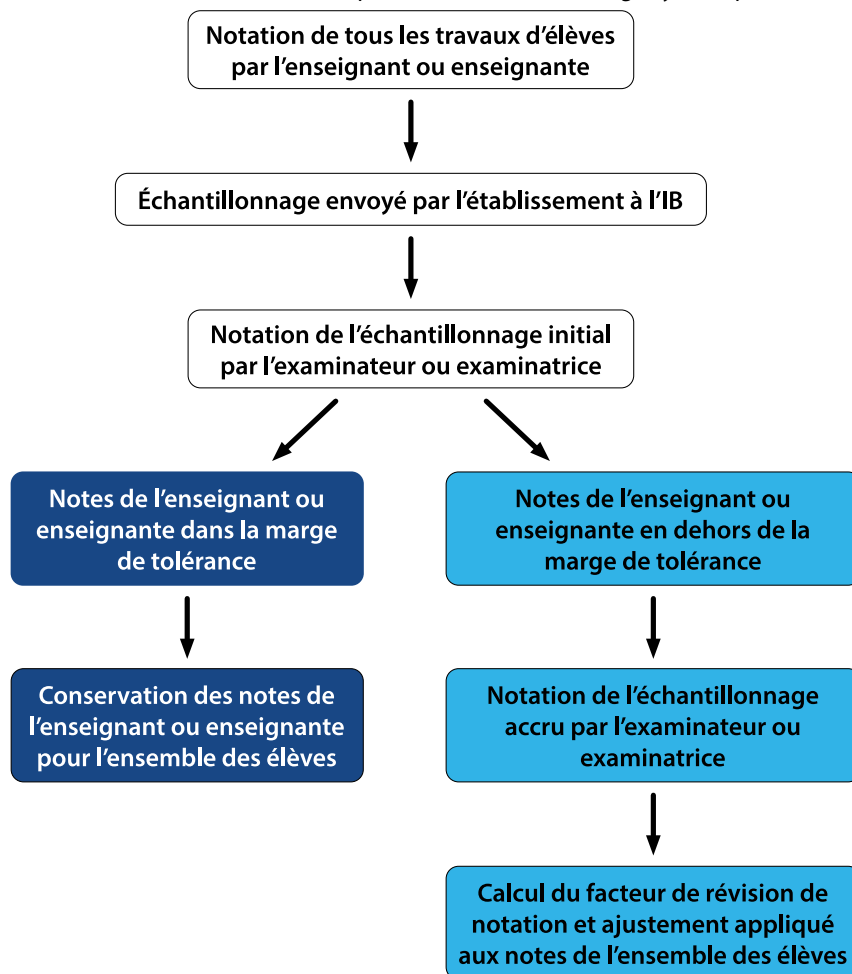 Notation de tous les travaux d'élèves
par l'enseignant ou enseignante
Échantillonnage envoyé par l'établissement à l'IB
Notation de l'échantillonnage initial
par l'examinateur ou examinatrice
Notes de l'enseignant ou
enseignante dans la marge
de tolérance
Notes de l'enseignant ou
enseignante en dehors de la
marge de tolérance
Conservation des notes de
l'enseignant ou enseignante
pour l'ensemble des élèves
Notation de l'échantillonnage
accru par l'examinateur ou
examinatrice
Calcul du facteur de révision de
notation et ajustement appliqué
aux notes de l'ensemble des élèves